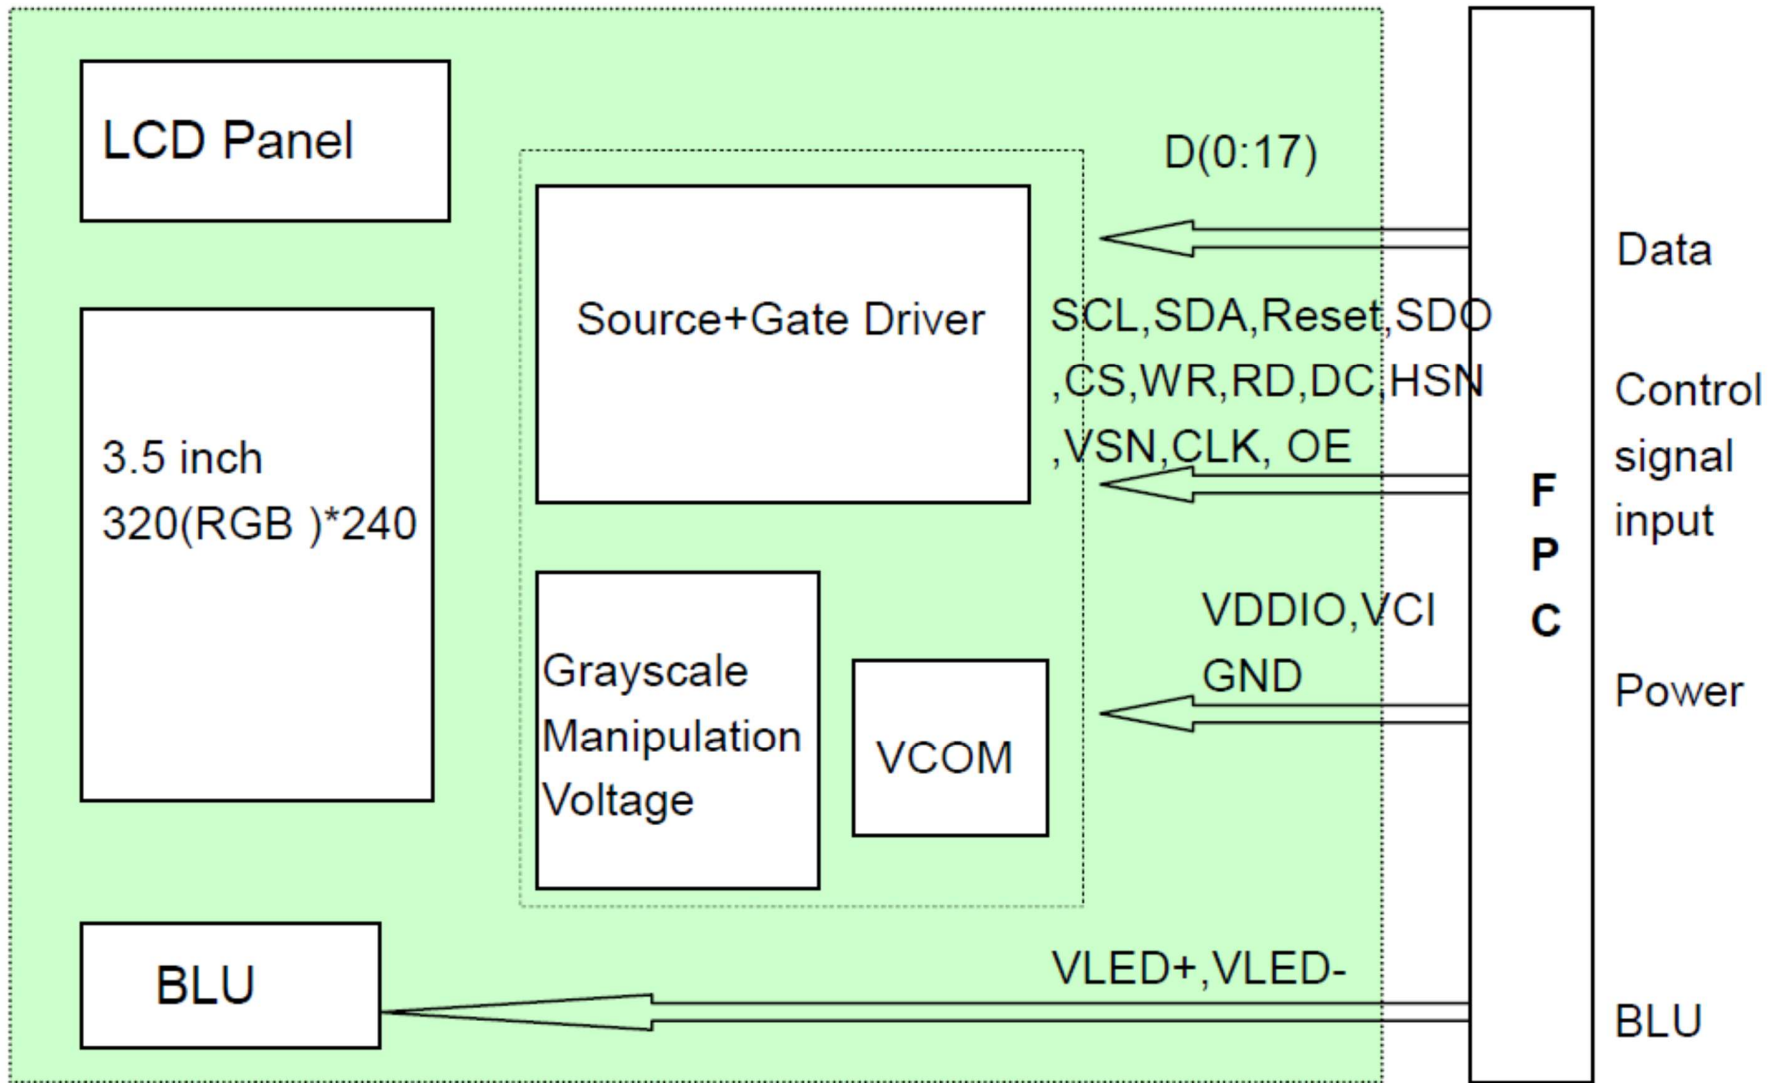 LCD Panel
3.5 inch
320(RGB )*240
BLU
Source+Gate Driver
Grayscale
Manipulation
Voltage
VCOM
D(0:17)
SCL,SDA,Reset,SDO
,CS,WR,RD,DC,HSN
,VSN,CLK, OE
VDDIO,VCI
GND
VLED+,VLED-
F
P
C
Data
Control
signal
input
Power
BLU